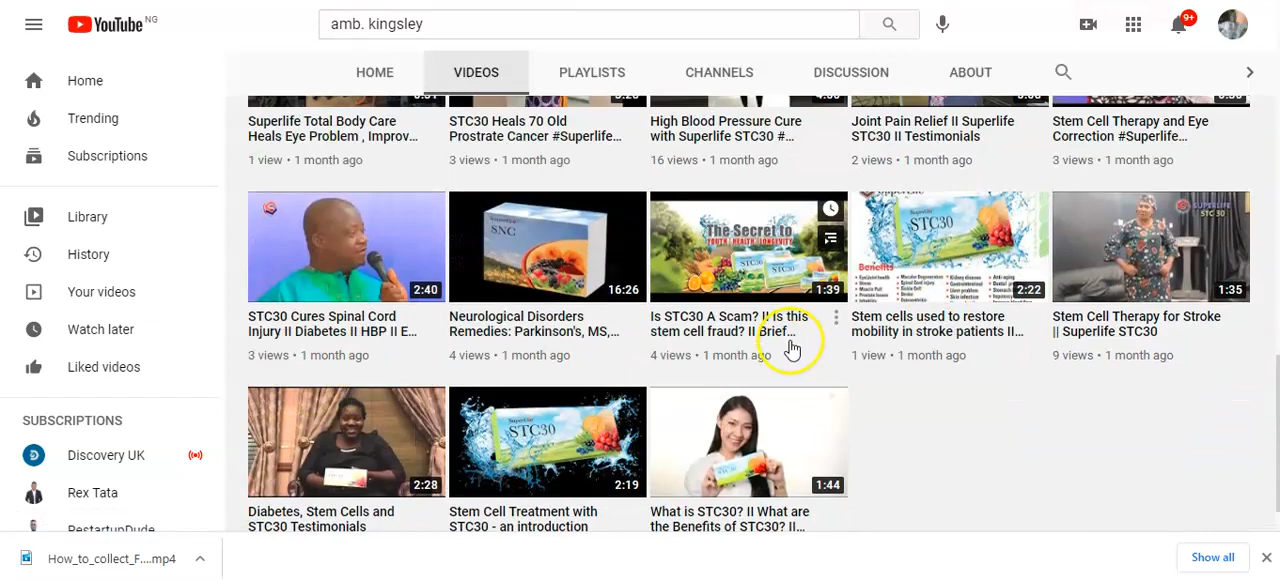 YouTube NG
amb. kingsley
9+
HOME VIDEOS PLAYLISTS CHANNELS DISCUSSION ABOUT
Home
Trending
Subscriptions
Library
History
Your videos
Watch later
Liked videos
SUBSCRIPTIONS
Discovery UK
Rex Tata
RestartupDude
Superlife Total Body Care
Heals Eye Problem , Improv...
1 view • 1 month ago
STC30 Heals 70 Old
Prostrate Cancer #Superlife...
3 views • 1 month ago
High Blood Pressure Cure
with Superlife STC30 #...
16 views • 1 month ago
Joint Pain Relief II Superlife
STC30 II Testimonials
2 views • 1 month ago
Stem Cell Therapy and Eye
Correction #Superlife...
3 views • 1 month ago
2:40
STC30 Cures Spinal Cord
Injury II Diabetes II HBP II E...
3 views • 1 month ago
SNC
16:26
Neurological Disorders
Remedies: Parkinson's, MS,...
4 views • 1 month ago
The Secret to
YOUTH | HEALTH | LONGEVITY
1:39
Is STC30 A Scam? II Is this
stem cell fraud? II Brief...
4 views • 1 month ago
STC30
Benefits
2:22
Stem cells used to restore
mobility in stroke patients II...
1 view • 1 month ago
SUPERLIFE
STC 30
1:35
Stem Cell Therapy for Stroke
|| Superlife STC30
9 views • 1 month ago
2:28
Diabetes, Stem Cells and
STC30 Testimonials
STC30
2:19
Stem Cell Treatment with
STC30 - an introduction
1:44
What is STC30? II What are
the Benefits of STC30? II...
How_to_collect_F....mp4
Show all